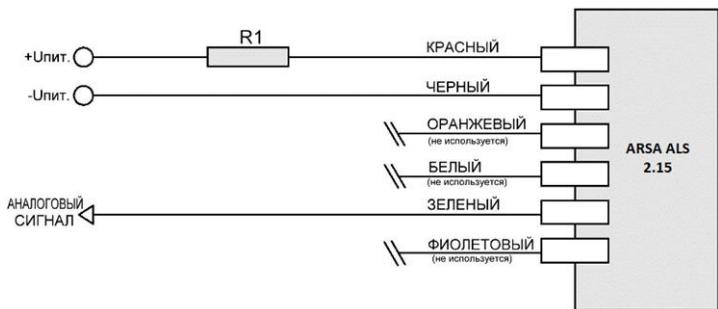 R1
+Uпит.
КРАСНЫЙ
-Uпит.
ЧЕРНЫЙ
ОРАНЖЕВЫЙ
(не используется)
ARSA ALS
2.15
БЕЛЫЙ
(не используется)
АНАЛОГОВЫЙ
СИГНАЛ
ЗЕЛЕНЫЙ
ФИОЛЕТОВЫЙ
(не используется)